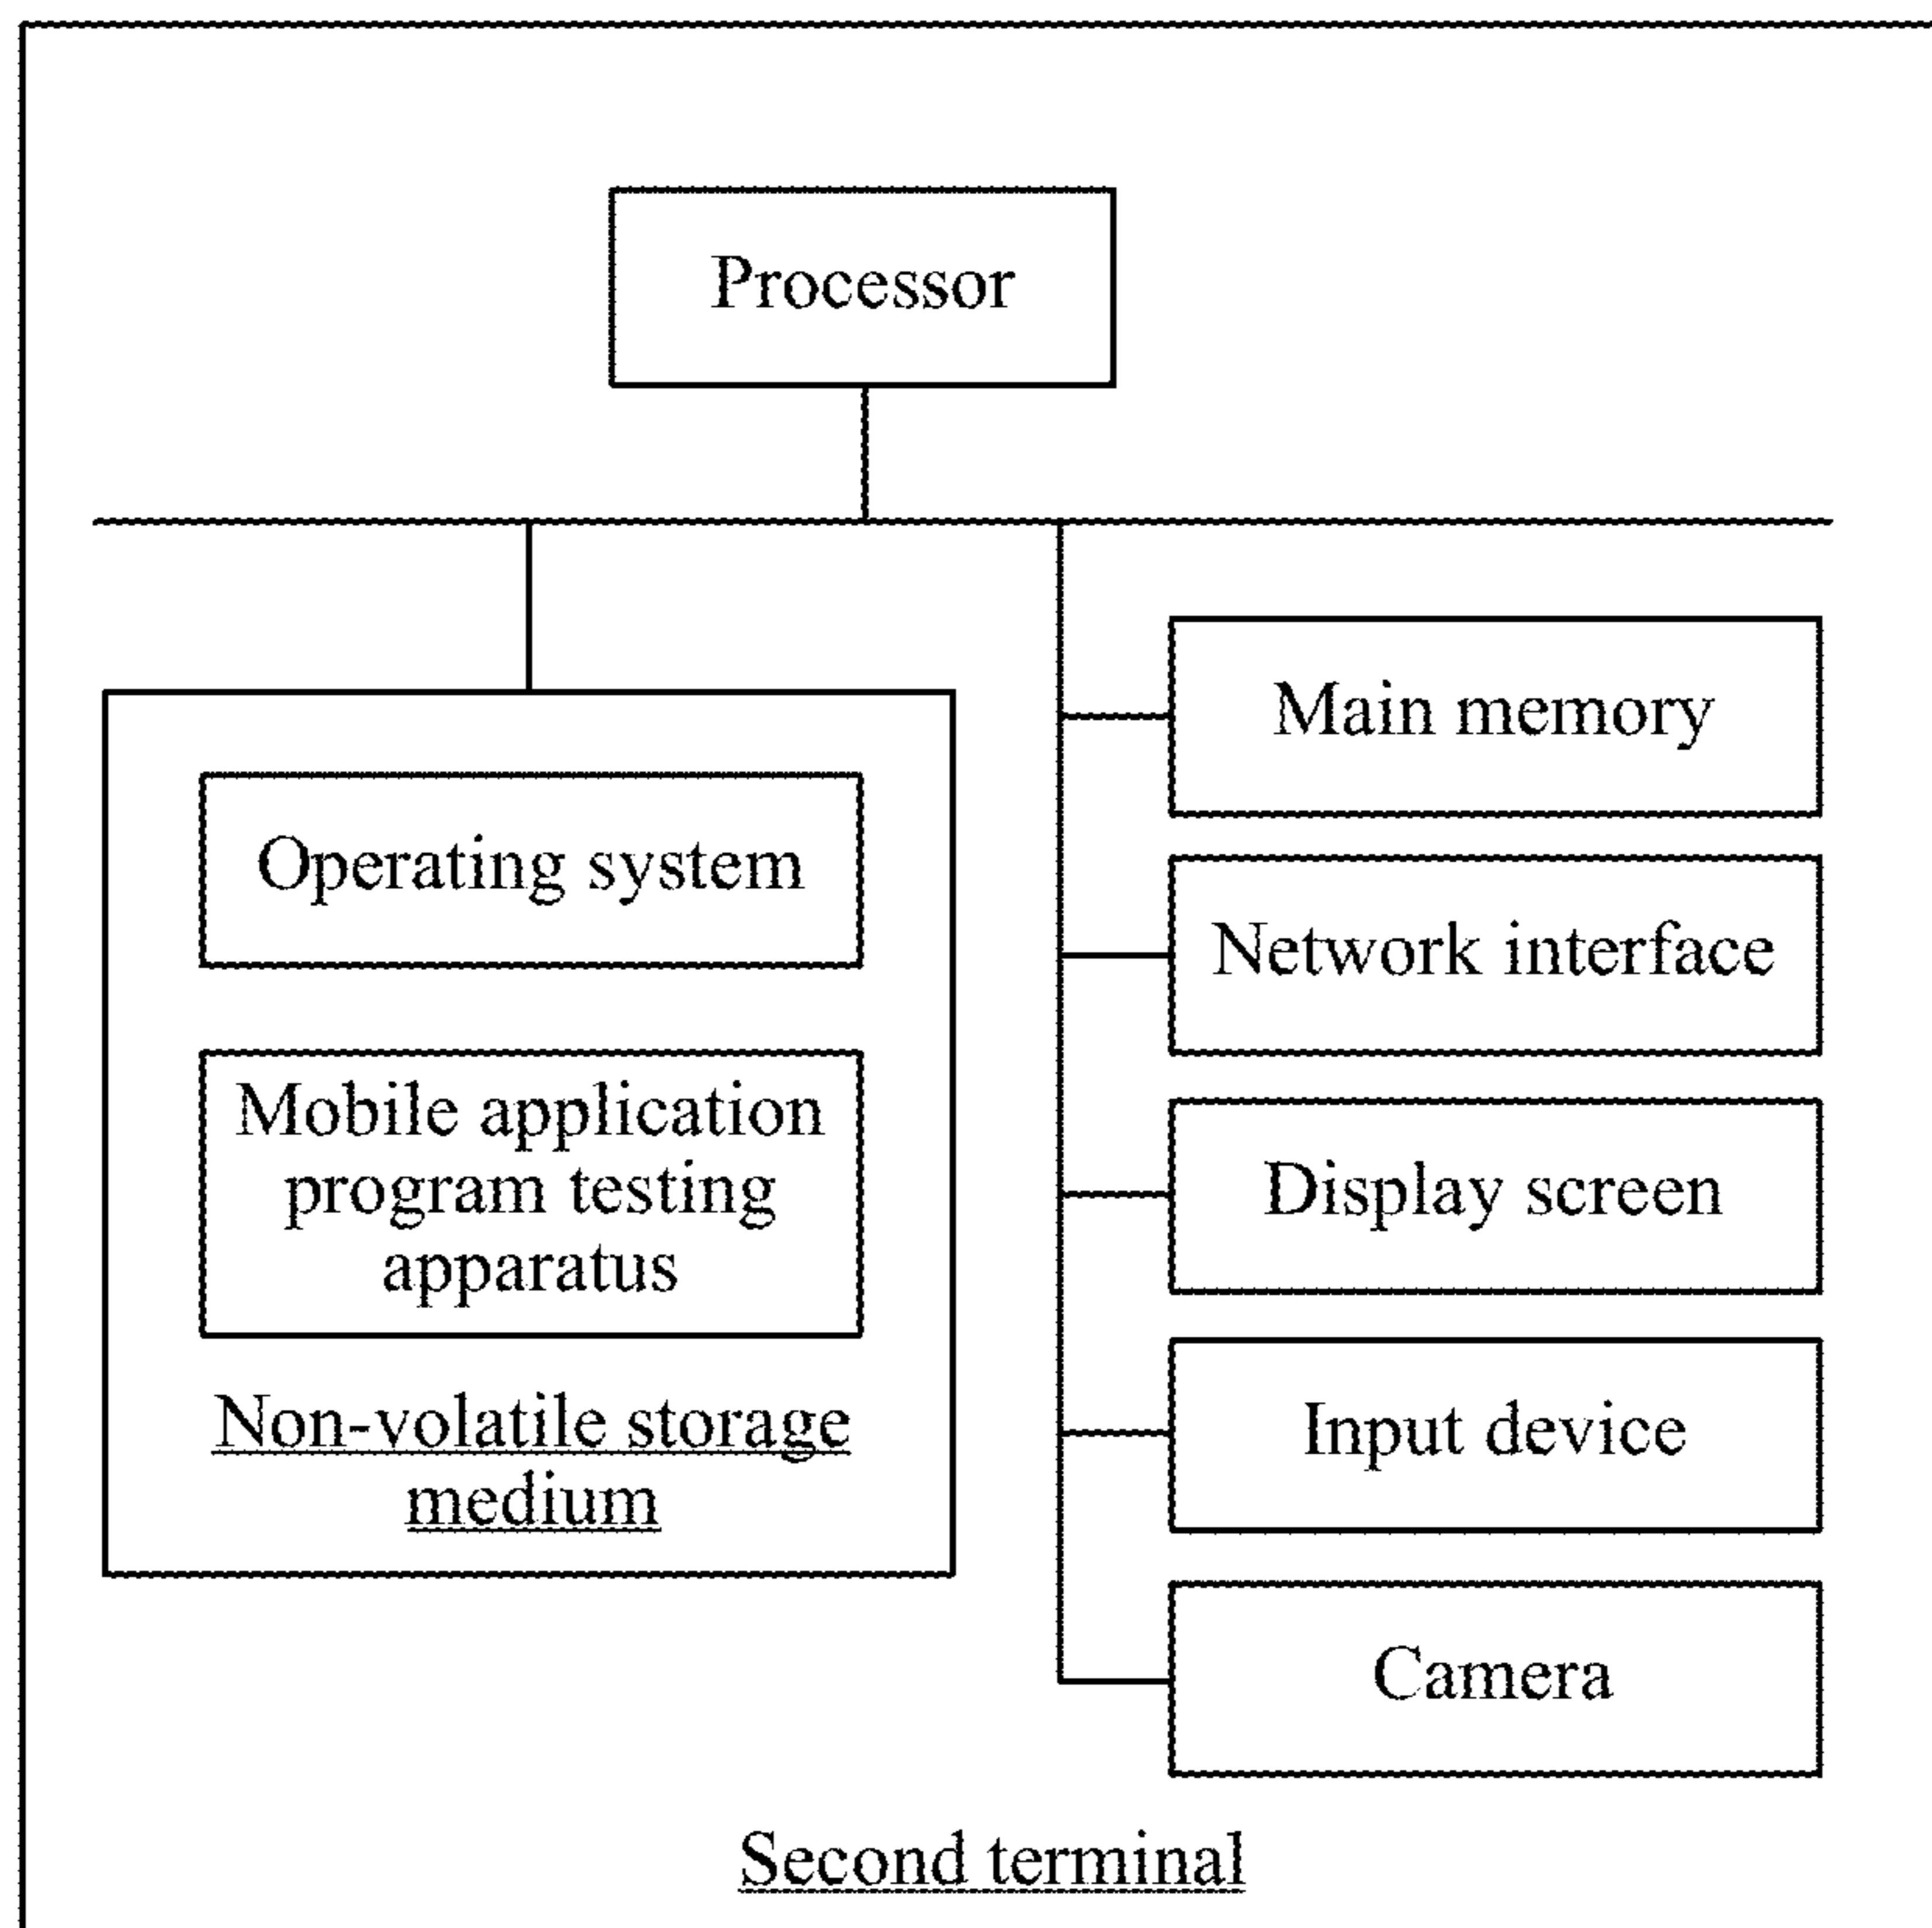 Processor
Operating system
Mobile application
program testing
apparatus
Non-volatile storage
medium
Main memory
Network interface
Display screen
Input device
Camera
Second terminal